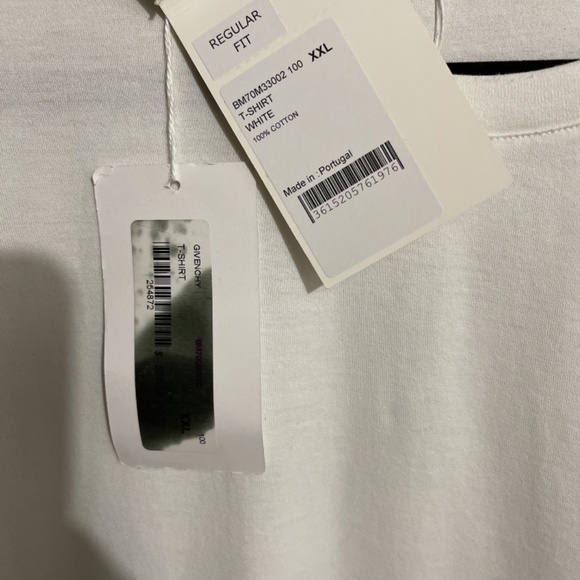 REGULAR
FIT
BM70M33002 100 XXL
T-SHIRT
WHITE
100% COTTON
Made in : Portugal
3615205761976
GIVENCHY
T-SHIRT
254872
$
XXL
100